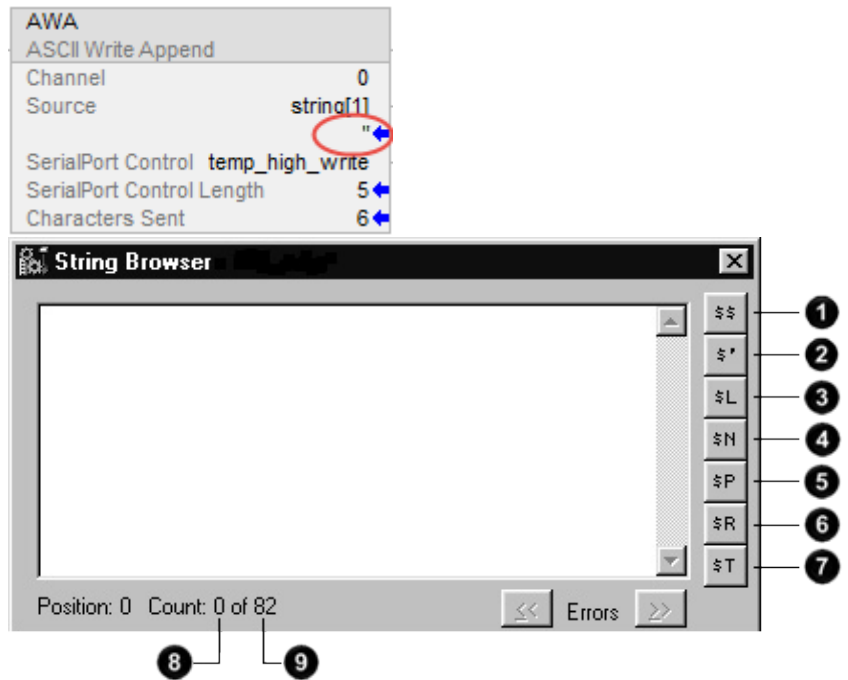 AWA
ASCII Write Append
Channel 0
Source string[1]
"
SerialPort Control temp_high_write
SerialPort Control Length 5
Characters Sent 6
String Browser
$$ 1
$' 2
$L 3
$N 4
$P 5
$R 6
$T 7
Position: 0 Count: 0 of 82 << Errors >>
8 9